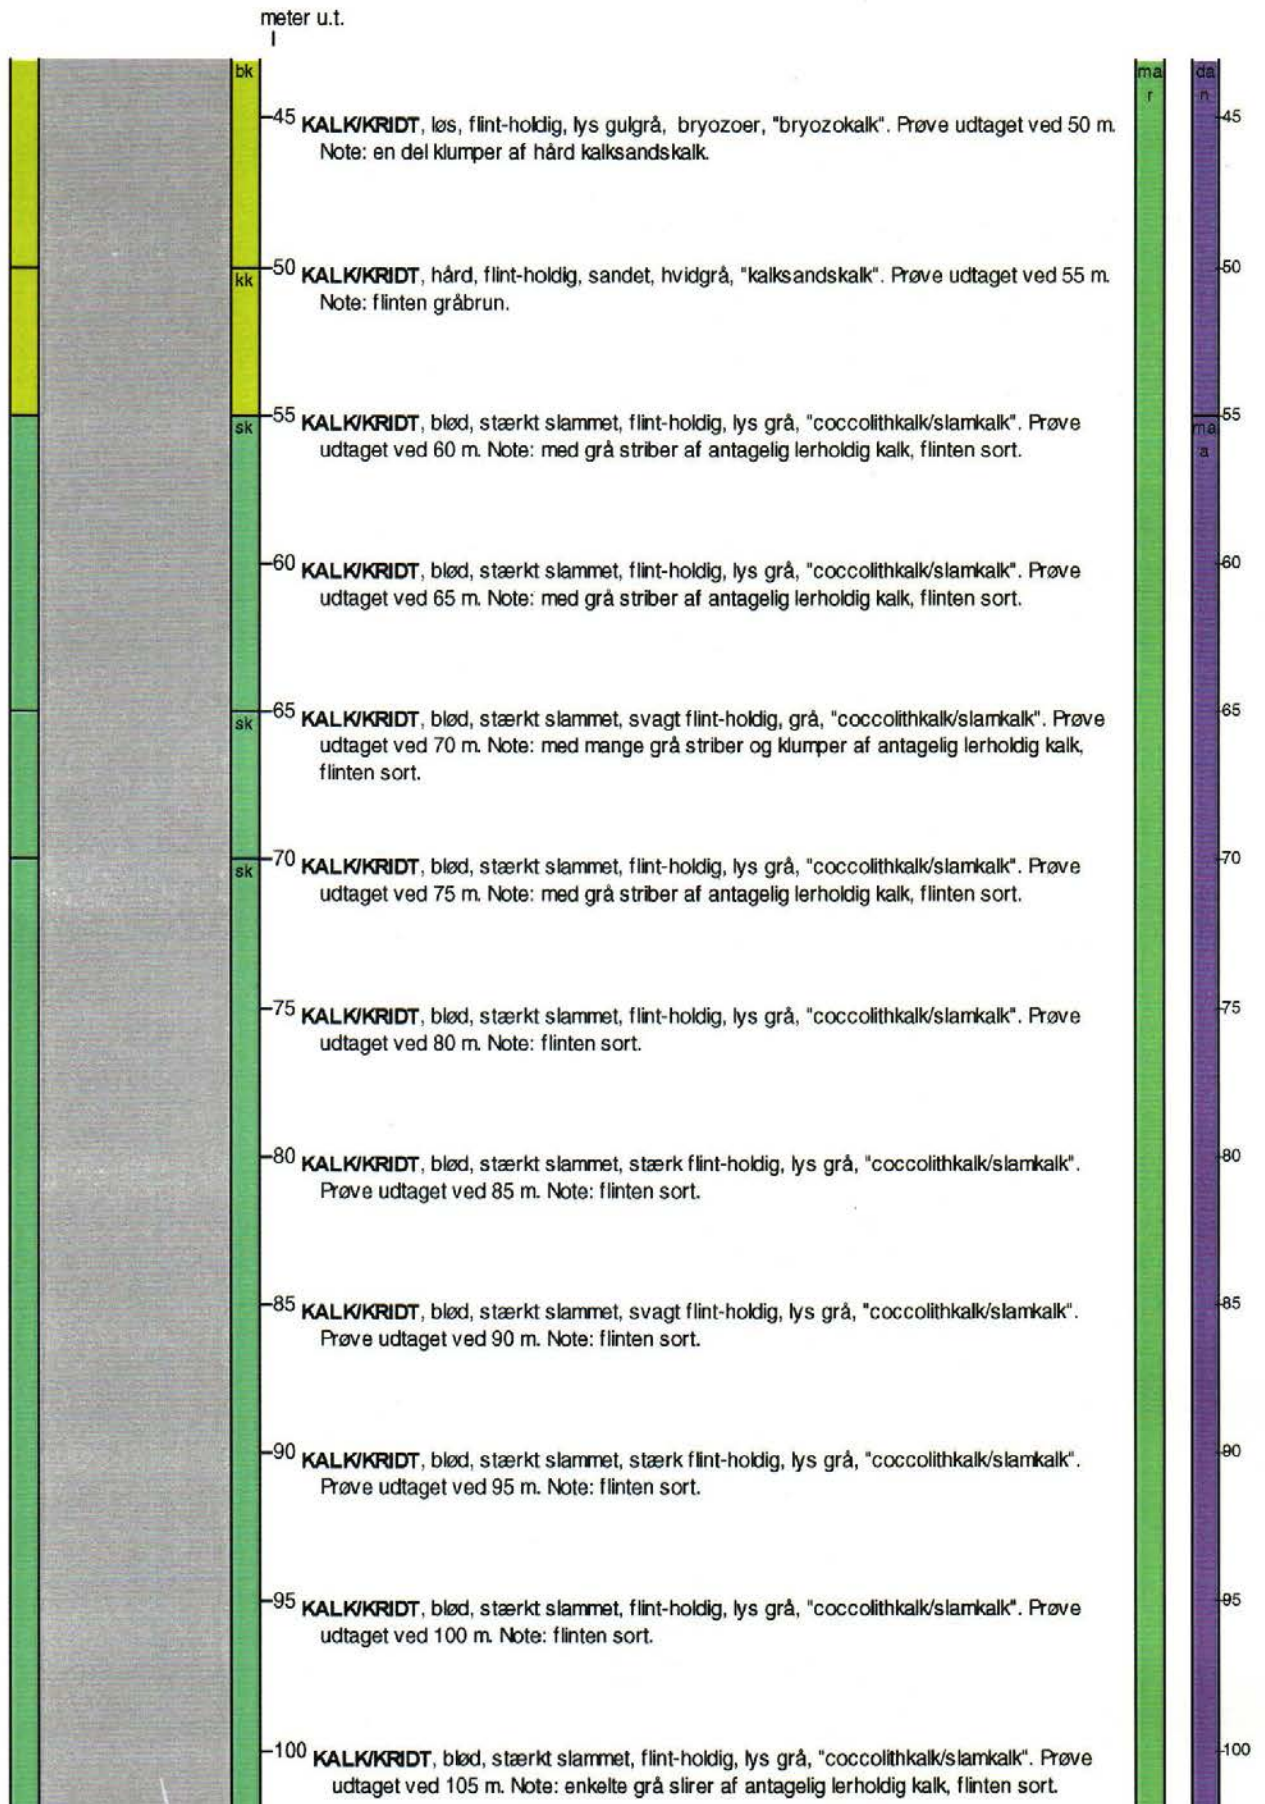 meter u.t.
bk
ma
r
da
n
45 KALK/KRIDT, løs, flint-holdig, lys gulgrå, bryozoer, "bryozokalk". Prøve udtaget ved 50 m. 45
Note: en del klumper af hård kalksandskalk.
kk
50 KALK/KRIDT, hård, flint-holdig, sandet, hvidgrå, "kalksandskalk". Prøve udtaget ved 55 m. 50
Note: flinten gråbrun.
sk
55 KALK/KRIDT, blød, stærkt slammet, flint-holdig, lys grå, "coccolithkalk/slamkalk". Prøve 55
udtaget ved 60 m. Note: med grå striber af antagelig lerholdig kalk, flinten sort.
ma
a
60 KALK/KRIDT, blød, stærkt slammet, flint-holdig, lys grå, "coccolithkalk/slamkalk". Prøve 60
udtaget ved 65 m. Note: med grå striber af antagelig lerholdig kalk, flinten sort.
sk
65 KALK/KRIDT, blød, stærkt slammet, svagt flint-holdig, grå, "coccolithkalk/slamkalk". Prøve 65
udtaget ved 70 m. Note: med mange grå striber og klumper af antagelig lerholdig kalk,
flinten sort.
sk
70 KALK/KRIDT, blød, stærkt slammet, flint-holdig, lys grå, "coccolithkalk/slamkalk". Prøve 70
udtaget ved 75 m. Note: med grå striber af antagelig lerholdig kalk, flinten sort.
75 KALK/KRIDT, blød, stærkt slammet, flint-holdig, lys grå, "coccolithkalk/slamkalk". Prøve 75
udtaget ved 80 m. Note: flinten sort.
80 KALK/KRIDT, blød, stærkt slammet, stærk flint-holdig, lys grå, "coccolithkalk/slamkalk". 80
Prøve udtaget ved 85 m. Note: flinten sort.
85 KALK/KRIDT, blød, stærkt slammet, svagt flint-holdig, lys grå, "coccolithkalk/slamkalk". 85
Prøve udtaget ved 90 m. Note: flinten sort.
90 KALK/KRIDT, blød, stærkt slammet, stærk flint-holdig, lys grå, "coccolithkalk/slamkalk". 90
Prøve udtaget ved 95 m. Note: flinten sort.
95 KALK/KRIDT, blød, stærkt slammet, flint-holdig, lys grå, "coccolithkalk/slamkalk". Prøve 95
udtaget ved 100 m. Note: flinten sort.
100 KALK/KRIDT, blød, stærkt slammet, flint-holdig, lys grå, "coccolithkalk/slamkalk". Prøve 100
udtaget ved 105 m. Note: enkelte grå slirer af antagelig lerholdig kalk, flinten sort.